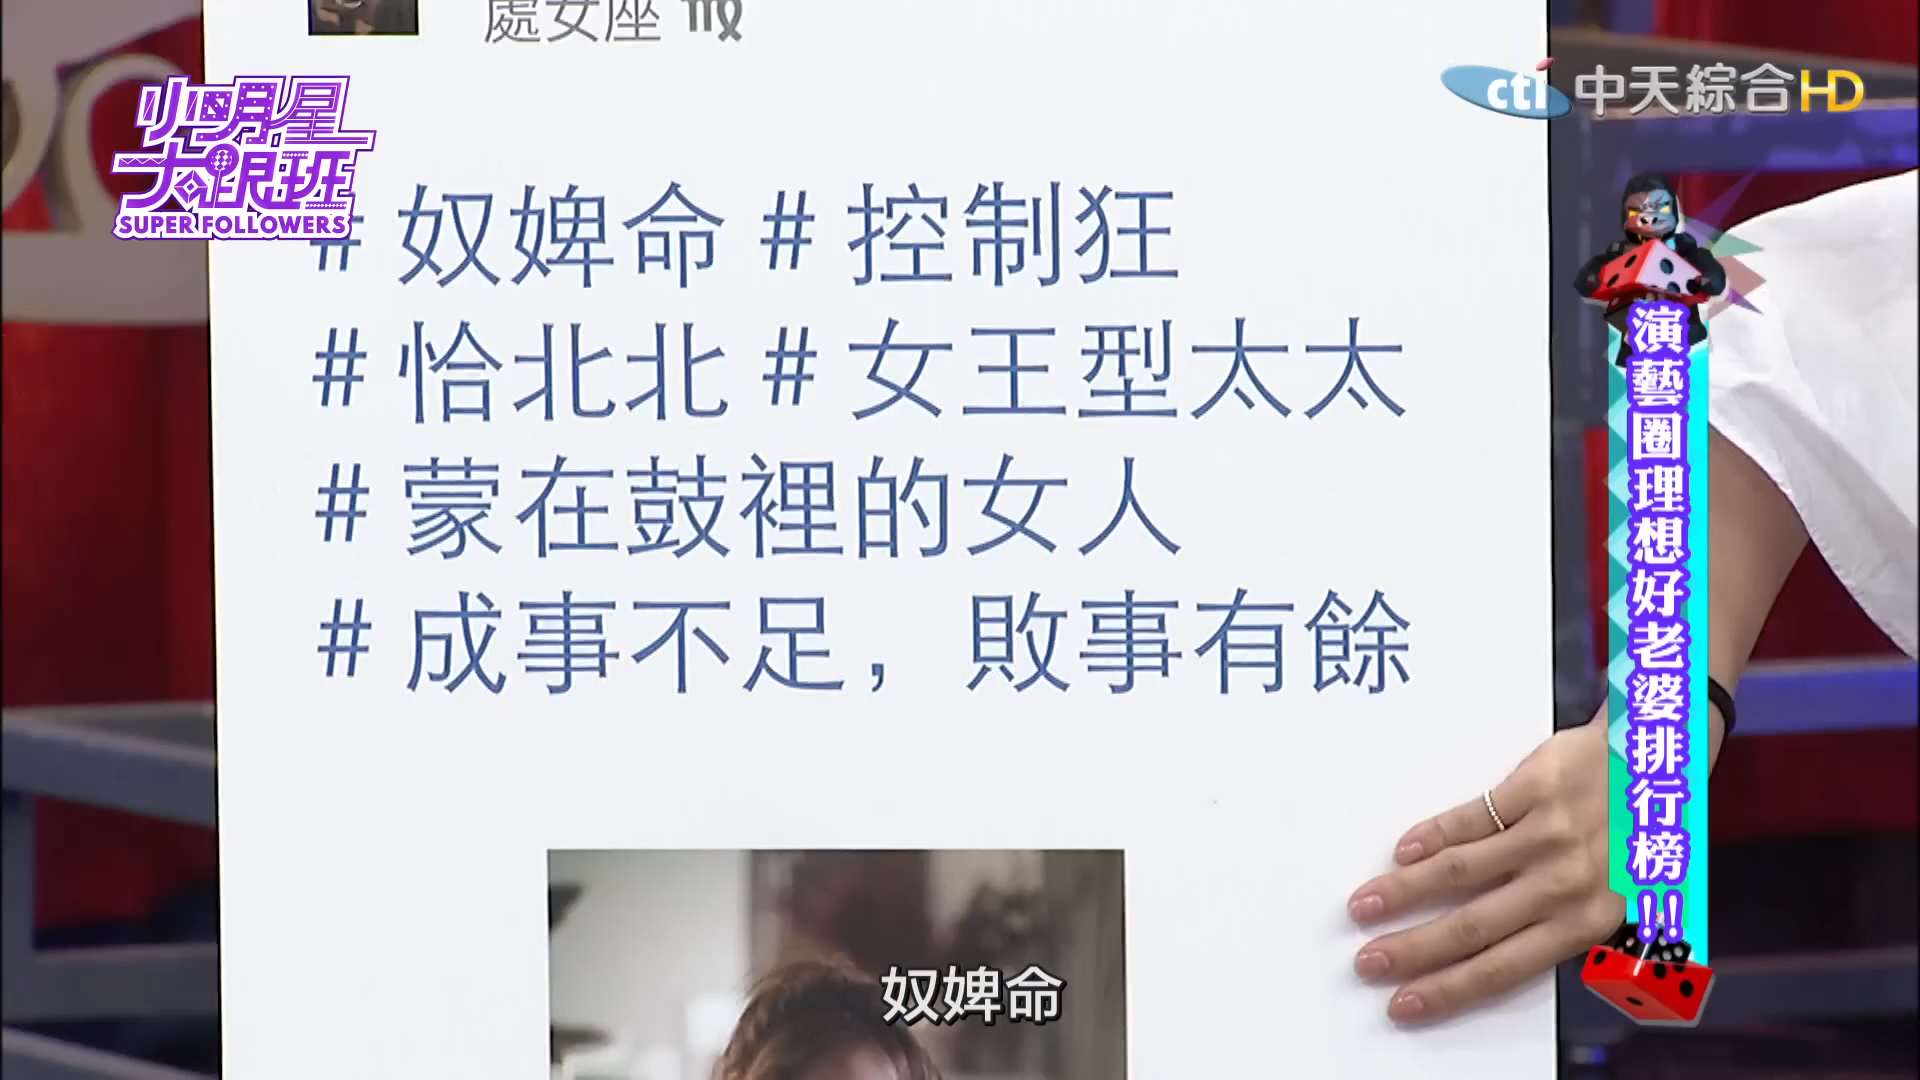 處女座 ♍
小明星
大跟班
SUPER FOLLOWERS
cti 中天綜合HD
#奴婢命 #控制狂
#恰北北 #女王型太太
#蒙在鼓裡的女人
#成事不足，敗事有餘
演藝圈理想好老婆排行榜!!
奴婢命